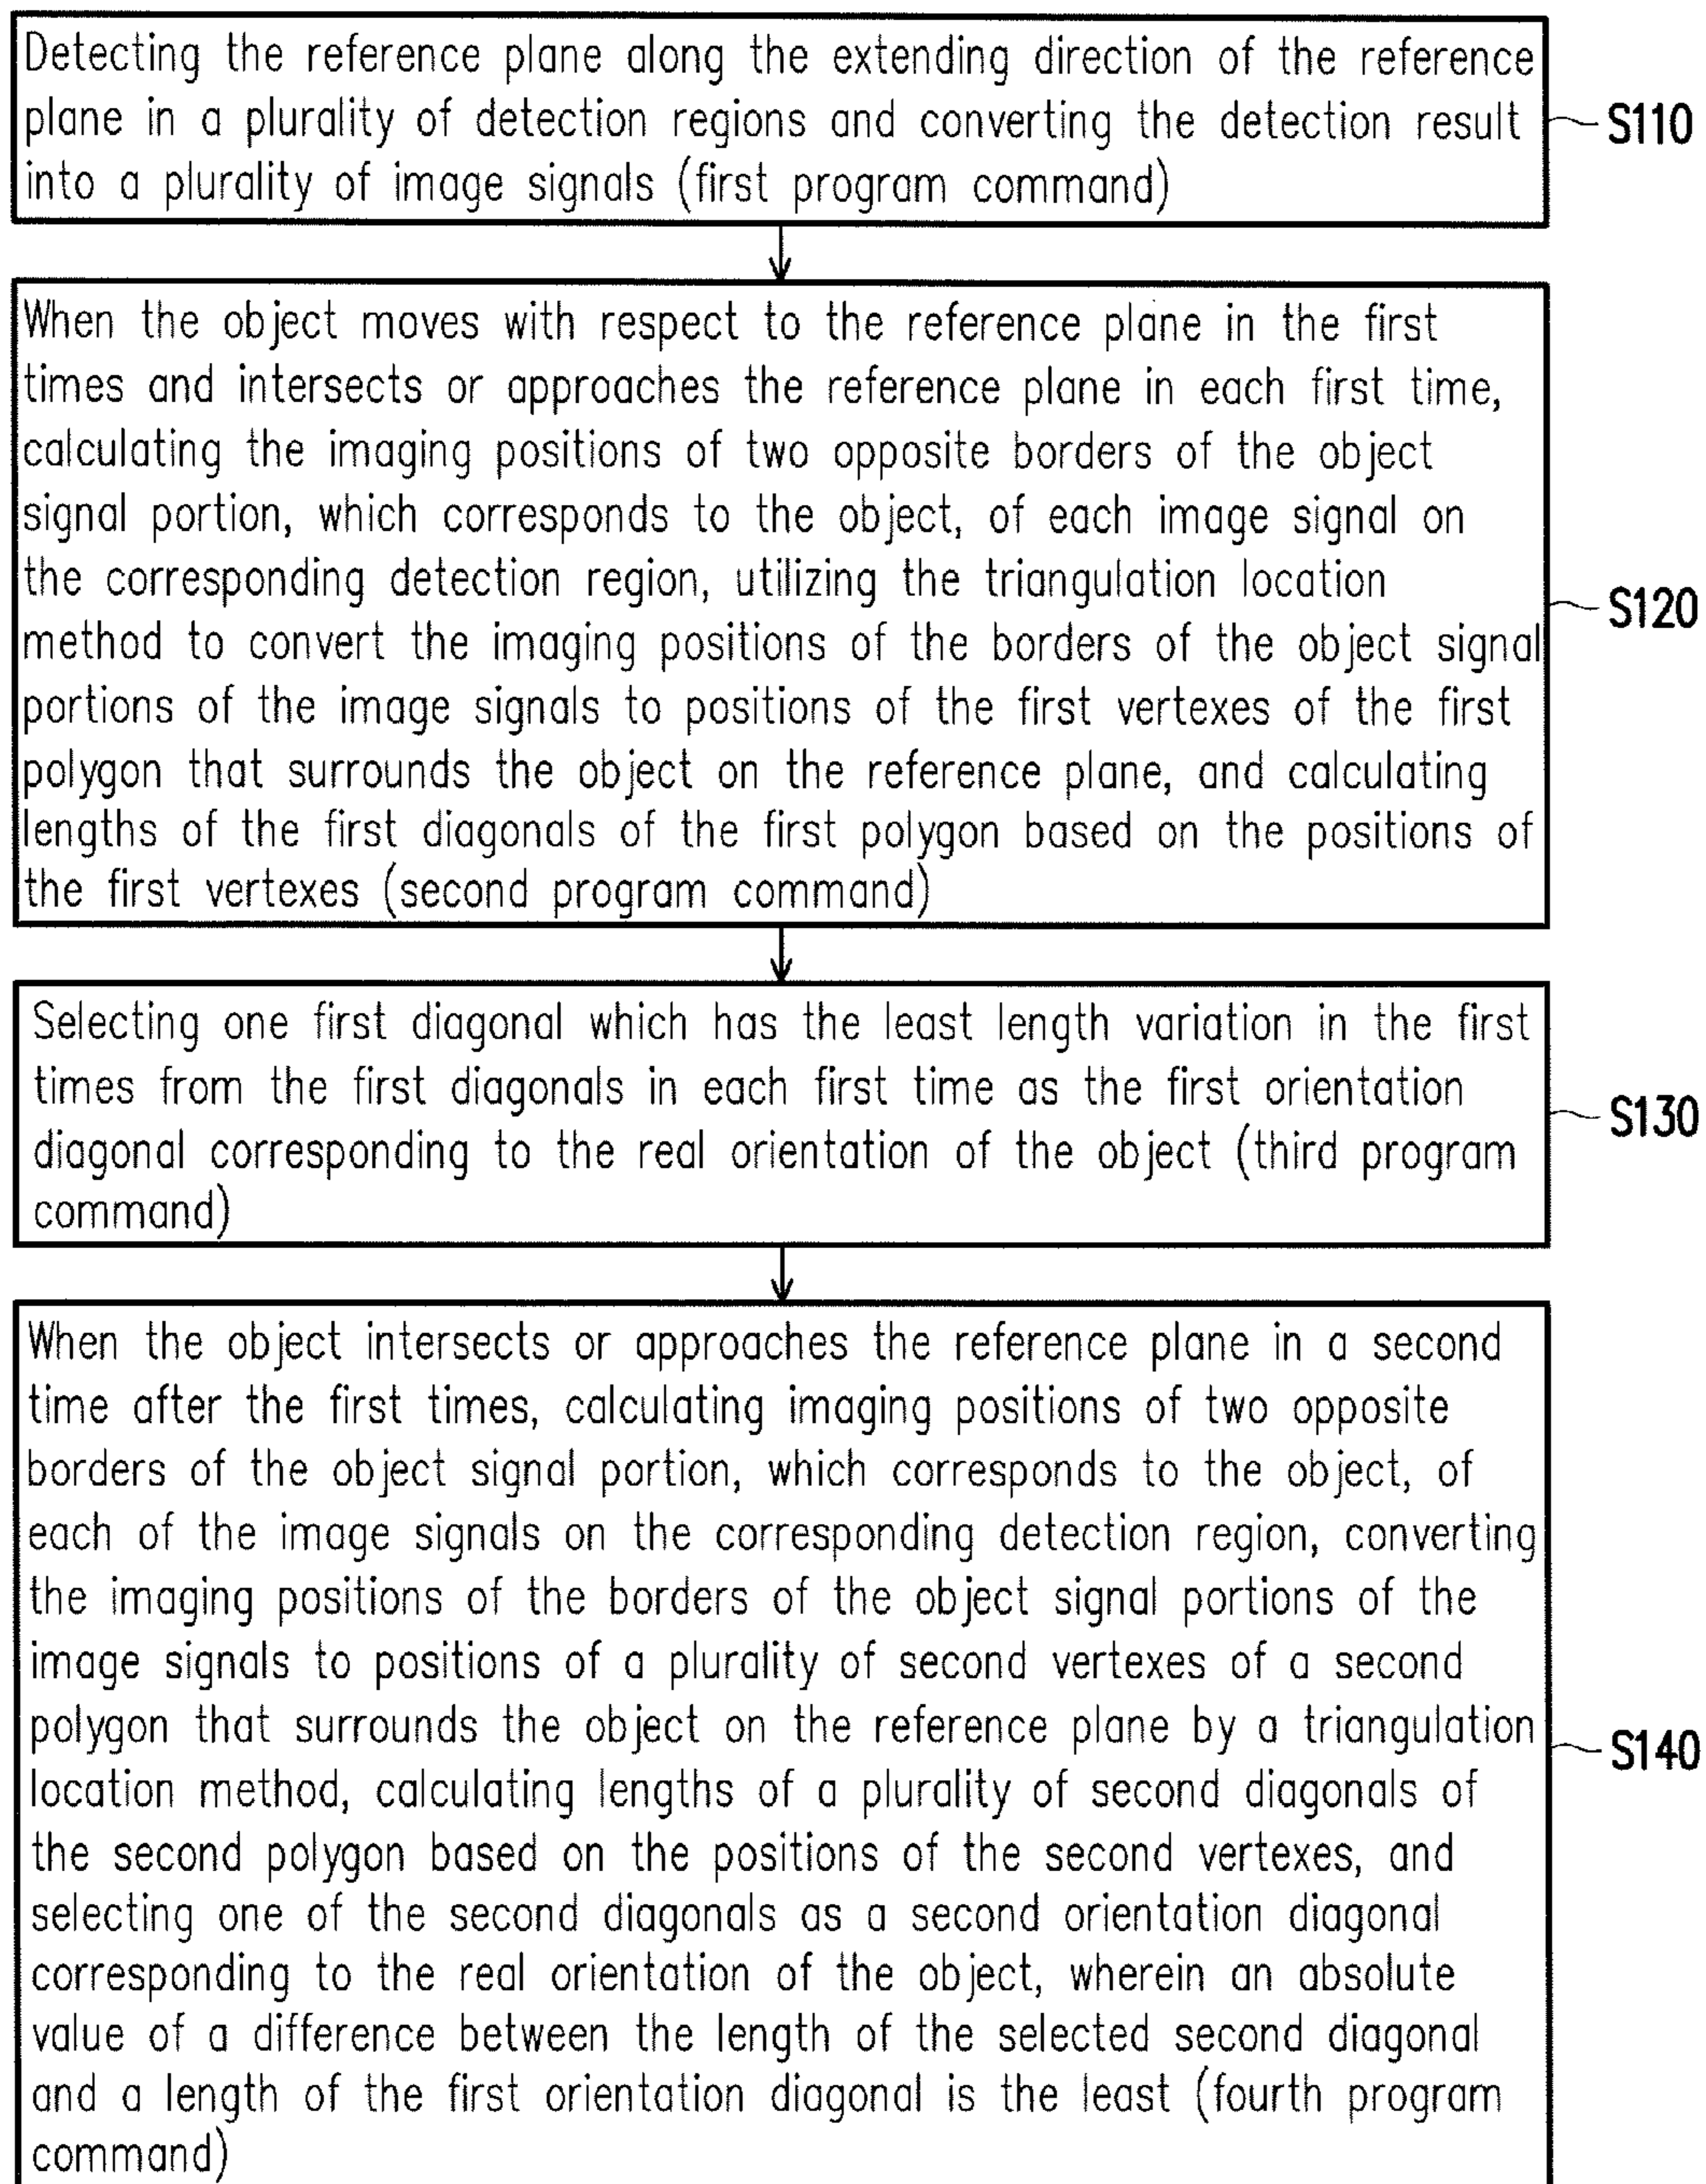 Detecting the reference plane along the extending direction of the reference
plane in a plurality of detection regions and converting the detection result
into a plurality of image signals (first program command)
S110
When the object moves with respect to the reference plane in the first
times and intersects or approaches the reference plane in each first time,
calculating the imaging positions of two opposite borders of the object
signal portion, which corresponds to the object, of each image signal on
the corresponding detection region, utilizing the triangulation location
method to convert the imaging positions of the borders of the object signal
portions of the image signals to positions of the first vertexes of the first
polygon that surrounds the object on the reference plane, and calculating
lengths of the first diagonals of the first polygon based on the positions of
the first vertexes (second program command)
S120
Selecting one first diagonal which has the least length variation in the first
times from the first diagonals in each first time as the first orientation
diagonal corresponding to the real orientation of the object (third program
command)
S130
When the object intersects or approaches the reference plane in a second
time after the first times, calculating imaging positions of two opposite
borders of the object signal portion, which corresponds to the object, of
each of the image signals on the corresponding detection region, converting
the imaging positions of the borders of the object signal portions of the
image signals to positions of a plurality of second vertexes of a second
polygon that surrounds the object on the reference plane by a triangulation
location method, calculating lengths of a plurality of second diagonals of
the second polygon based on the positions of the second vertexes, and
selecting one of the second diagonals as a second orientation diagonal
corresponding to the real orientation of the object, wherein an absolute
value of a difference between the length of the selected second diagonal
and a length of the first orientation diagonal is the least (fourth program
command)
S140